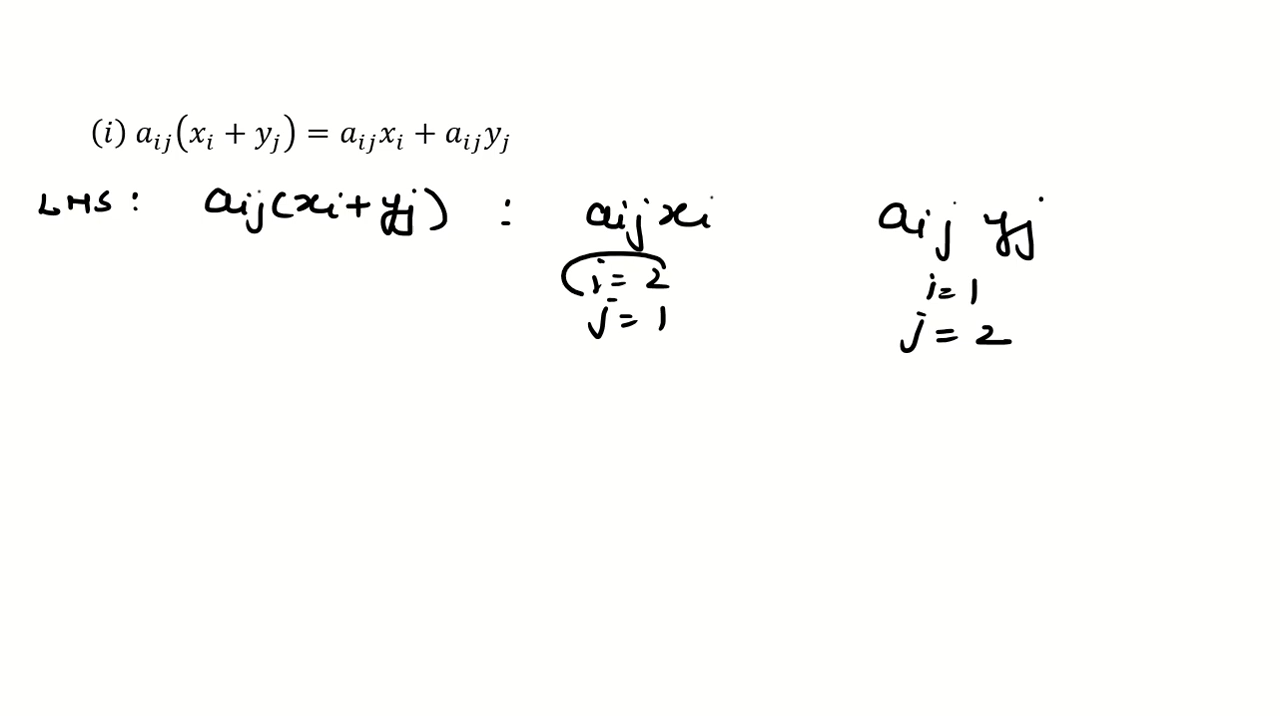 (i) aᵢⱼ(xᵢ + yⱼ) = aᵢⱼxᵢ + aᵢⱼyⱼ
LHS : aij(xi+yj) : aijxi aij yj
i= 2 i= 1
j= 1 j= 2